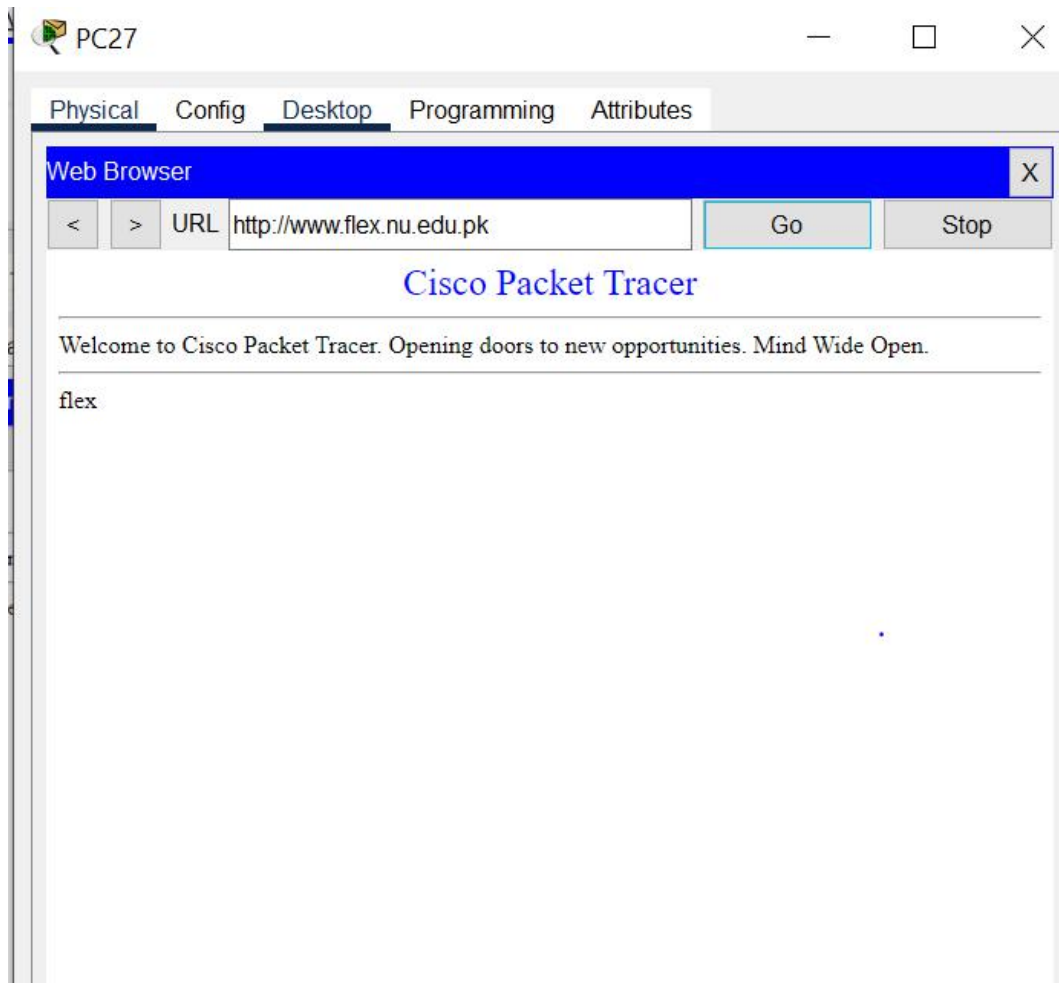 PC27
Physical Config Desktop Programming Attributes
Web Browser X
< > URL http://www.flex.nu.edu.pk Go Stop
Cisco Packet Tracer
Welcome to Cisco Packet Tracer. Opening doors to new opportunities. Mind Wide Open.
flex